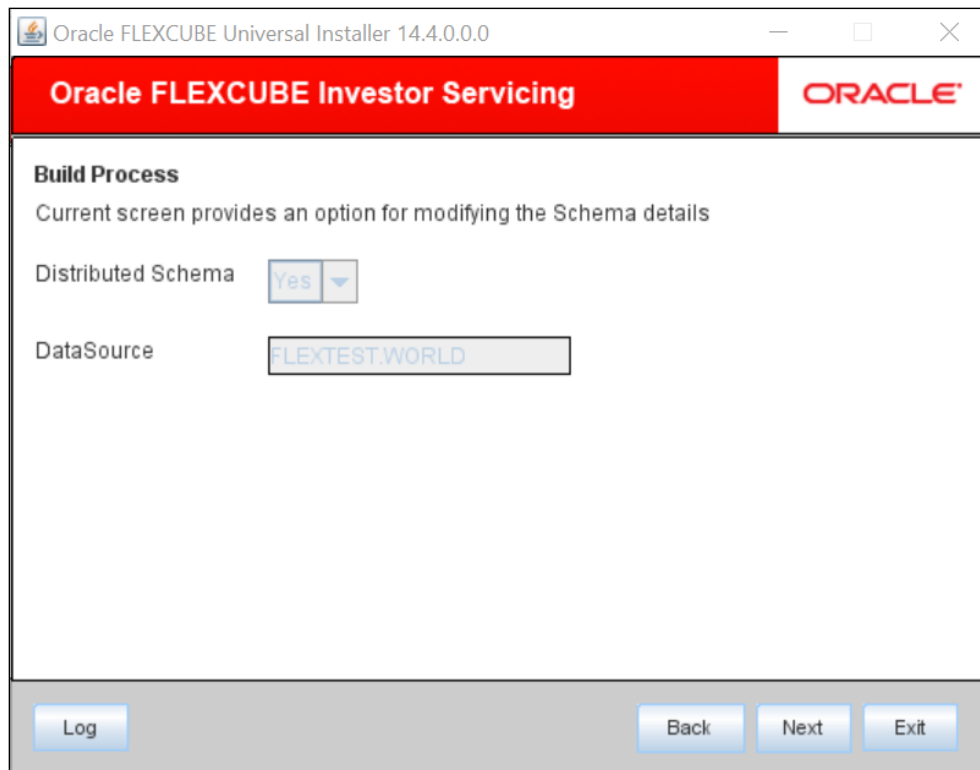 Oracle FLEXCUBE Universal Installer 14.4.0.0.0
Oracle FLEXCUBE Investor Servicing
ORACLE
Build Process
Current screen provides an option for modifying the Schema details
Distributed Schema Yes
DataSource FLEXTEST.WORLD
Log Back Next Exit